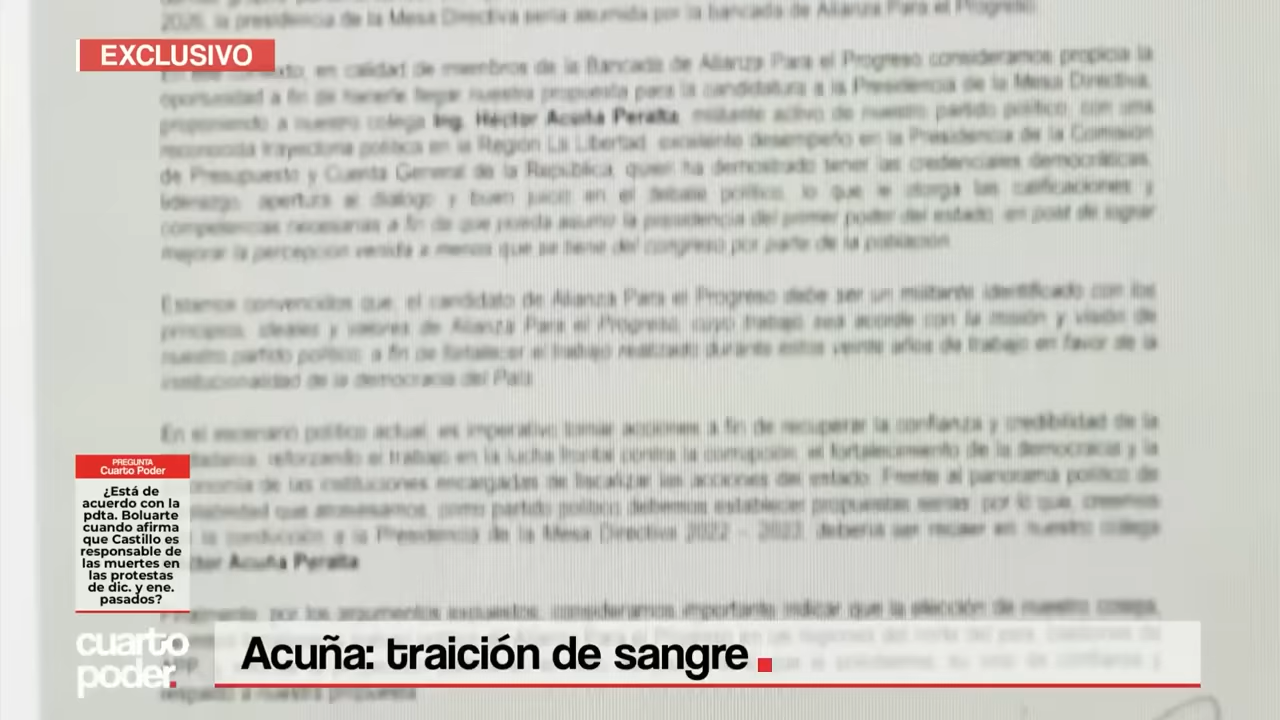 2026, la presidencia de la Mesa Directiva sería asumida por la bancada de Alianza Para el Progreso.
EXCLUSIVO
en calidad de miembros de la Bancada de Alianza Para el Progreso consideramos propicia la
oportunidad a fin de hacerle llegar nuestra propuesta para la candidatura a la Presidencia de la Mesa Directiva,
proponiendo a nuestro colega Ing. Héctor Acuña Peralta, militante activo de nuestro partido político, con una
reconocida trayectoria política en la Región La Libertad, excelente desempeño en la Presidencia de la Comisión
de Presupuesto y Cuenta General de la República, quien ha demostrado tener las credenciales democráticas,
liderazgo, apertura al dialogo y buen juicio en el debate político, lo que le otorga las calificaciones y
competencias necesarias a fin de que pueda asumir la presidencia del primer poder del estado, en post de lograr
mejorar la percepción venida a menos que se tiene del congreso por parte de la población.
Estamos convencidos que, el candidato de Alianza Para el Progreso debe ser un militante identificado con los
principios, ideales y valores de Alianza Para el Progreso, cuyo trabajo sea acorde con la misión y visión de
nuestro partido político, a fin de fortalecer el trabajo realizado durante estos veinte años de trabajo en favor de la
institucionalidad de la democracia del País.
En el escenario político actual, es imperativo tomar acciones a fin de recuperar la confianza y credibilidad de la
reforzando el trabajo en la lucha frontal contra la corrupción, el fortalecimiento de la democracia y la
de las instituciones encargadas de fiscalizar las acciones del estado. Frente al panorama político de
que atravesamos, como partido político debemos establecer propuestas serias, por lo que, creemos
la conducción a la Presidencia de la Mesa Directiva 2022 – 2023, debería ser recaer en nuestro colega
Acuña Peralta
por los argumentos expuestos, consideramos importante indicar que la elección de nuestro colega,
respaldo a nuestra propuesta.
PREGUNTA
Cuarto Poder
¿Está de
acuerdo con la
pdta. Boluarte
cuando afirma
que Castillo es
responsable de
las muertes en
las protestas
de dic. y ene.
pasados?
cuarto
poder.
Acuña: traición de sangre